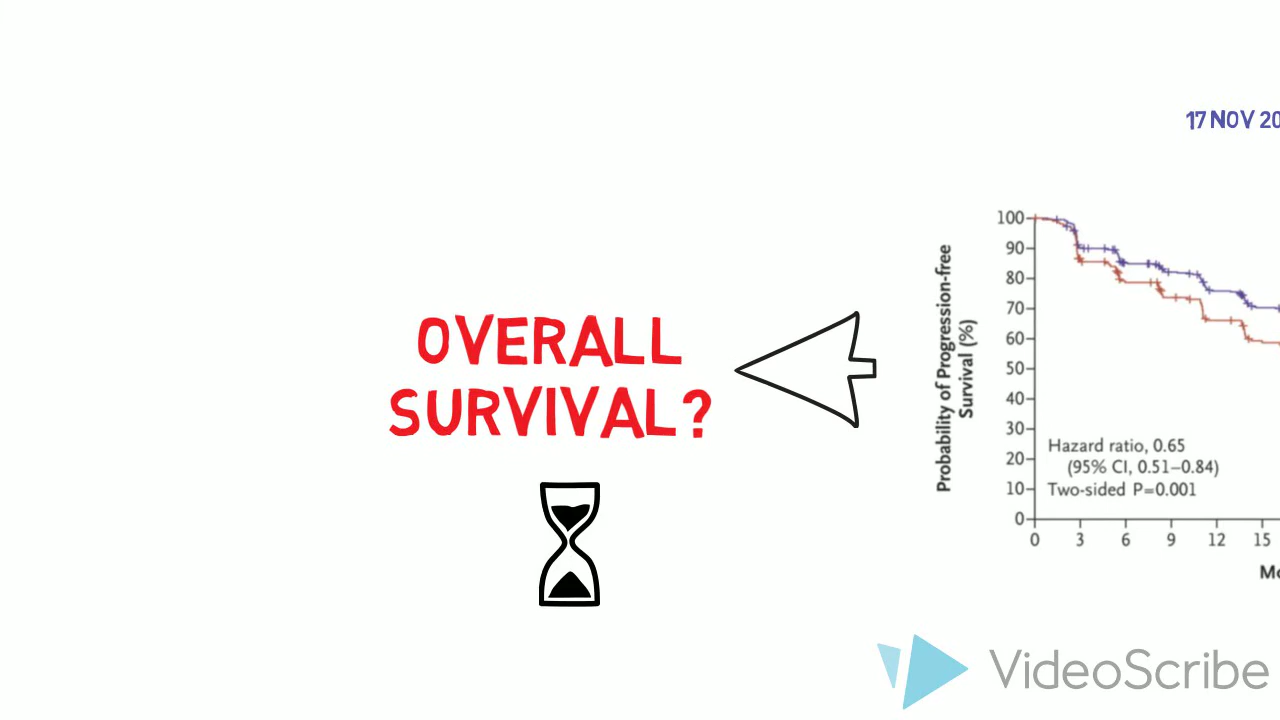 17 NOV 20
OVERALL
SURVIVAL?
Probability of Progression-free
Survival (%)
100
90
80
70
60
50
40
30
20
10
0
Hazard ratio, 0.65
(95% CI, 0.51–0.84)
Two-sided P=0.001
0 3 6 9 12 15
Mo
VideoScribe